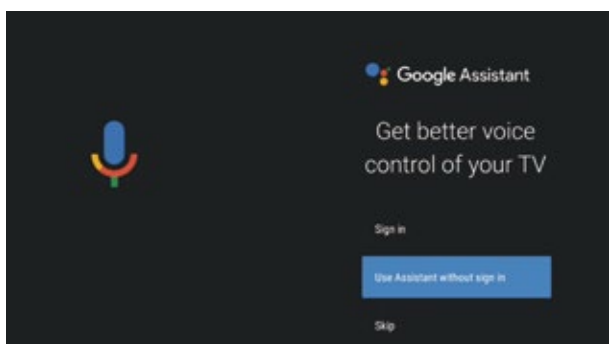 Google Assistant
Get better voice
control of your TV
Sign in
Use Assistant without sign in
Skip